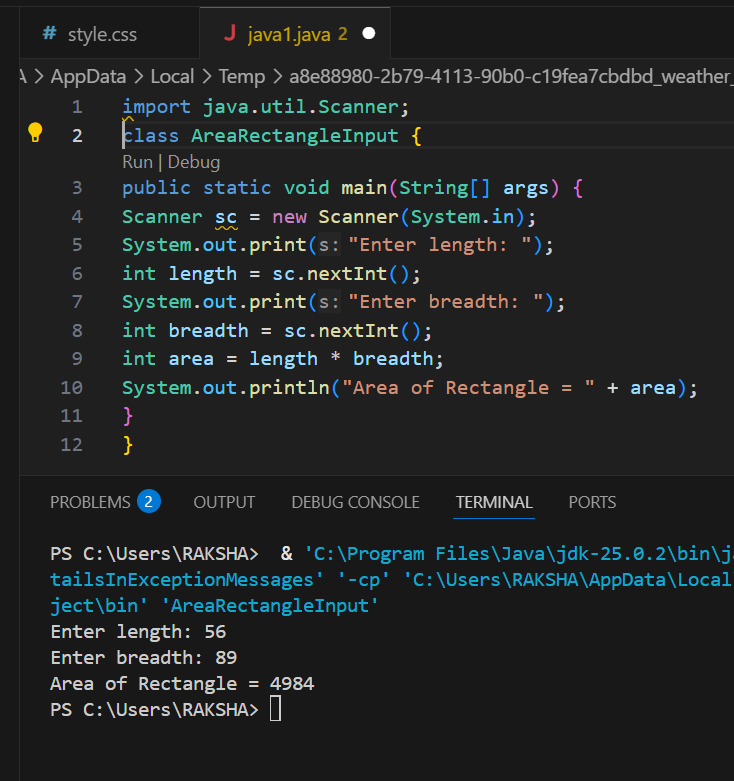 # style.css J java1.java 2
AppData > Local > Temp > a8e88980-2b79-4113-90b0-c19fea7cbdbd_weather_
1 import java.util.Scanner;
2 class AreaRectangleInput {
Run | Debug
3 public static void main(String[] args) {
4 Scanner sc = new Scanner(System.in);
5 System.out.print(s: "Enter length: ");
6 int length = sc.nextInt();
7 System.out.print(s: "Enter breadth: ");
8 int breadth = sc.nextInt();
9 int area = length * breadth;
10 System.out.println("Area of Rectangle = " + area);
11 }
12 }
PROBLEMS 2 OUTPUT DEBUG CONSOLE TERMINAL PORTS
PS C:\Users\RAKSHA>  & 'C:\Program Files\Java\jdk-25.0.2\bin\j
tailsInExceptionMessages' '-cp' 'C:\Users\RAKSHA\AppData\Local
ject\bin' 'AreaRectangleInput'
Enter length: 56
Enter breadth: 89
Area of Rectangle = 4984
PS C:\Users\RAKSHA>